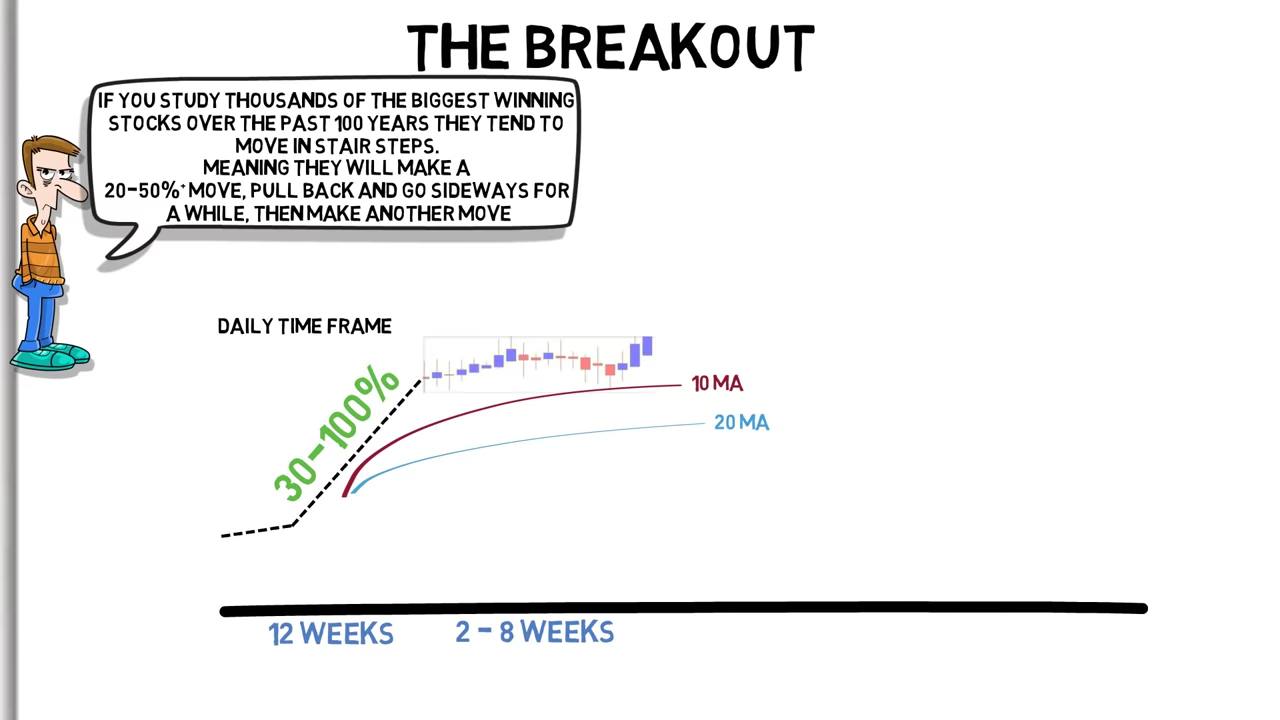 THE BREAKOUT
IF YOU STUDY THOUSANDS OF THE BIGGEST WINNING
STOCKS OVER THE PAST 100 YEARS THEY TEND TO
MOVE IN STAIR STEPS.
MEANING THEY WILL MAKE A
20-50%+ MOVE, PULL BACK AND GO SIDEWAYS FOR
A WHILE, THEN MAKE ANOTHER MOVE
DAILY TIME FRAME
30-100%
10 MA
20 MA
12 WEEKS
2 - 8 WEEKS